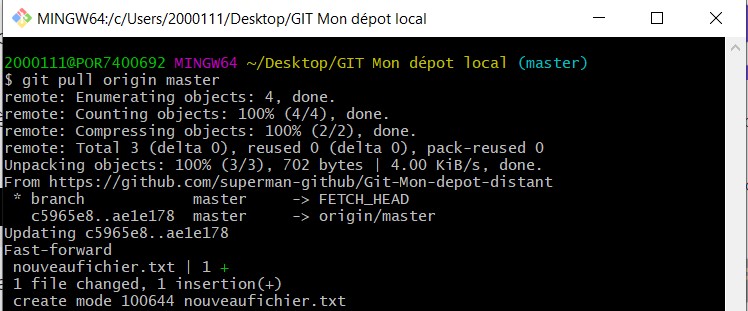 MINGW64:/c/Users/2000111/Desktop/GIT Mon dépot local
2000111@POR7400692 MINGW64 ~/Desktop/GIT Mon dépot local (master)
$ git pull origin master
remote: Enumerating objects: 4, done.
remote: Counting objects: 100% (4/4), done.
remote: Compressing objects: 100% (2/2), done.
remote: Total 3 (delta 0), reused 0 (delta 0), pack-reused 0
Unpacking objects: 100% (3/3), 702 bytes | 4.00 KiB/s, done.
From https://github.com/superman-github/Git-Mon-depot-distant
 * branch            master     -> FETCH_HEAD
   c5965e8..ae1e178  master     -> origin/master
Updating c5965e8..ae1e178
Fast-forward
 nouveaufichier.txt | 1 +
 1 file changed, 1 insertion(+)
 create mode 100644 nouveaufichier.txt